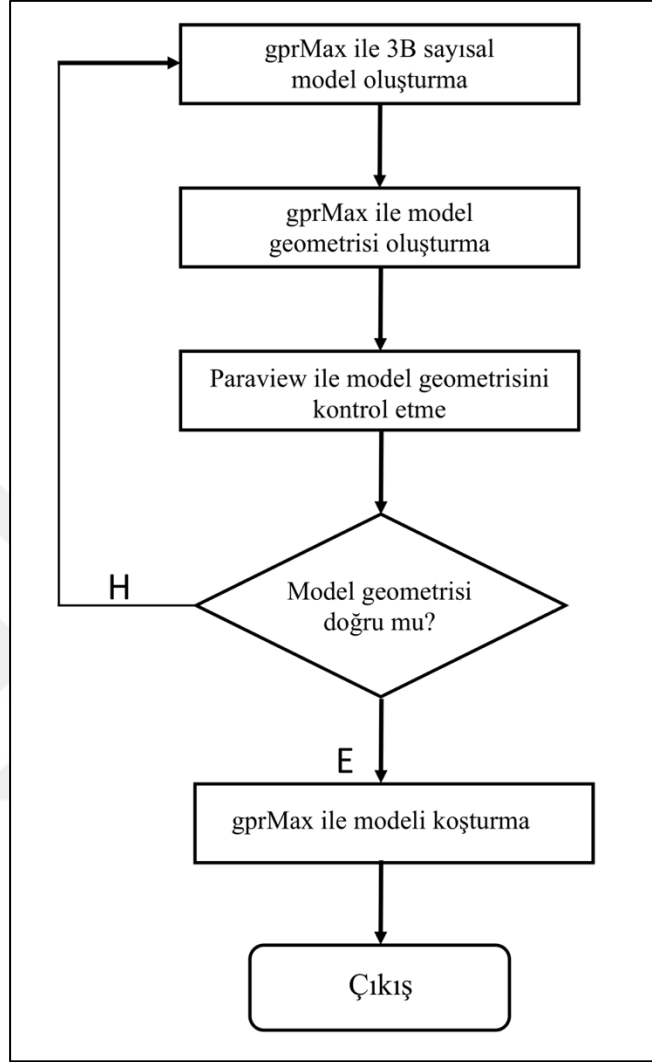 gprMax ile 3B sayısal
model oluşturma
gprMax ile model
geometrisi oluşturma
Paraview ile model geometrisini
kontrol etme
H
Model geometrisi
doğru mu?
E
gprMax ile modeli koşturma
Çıkış